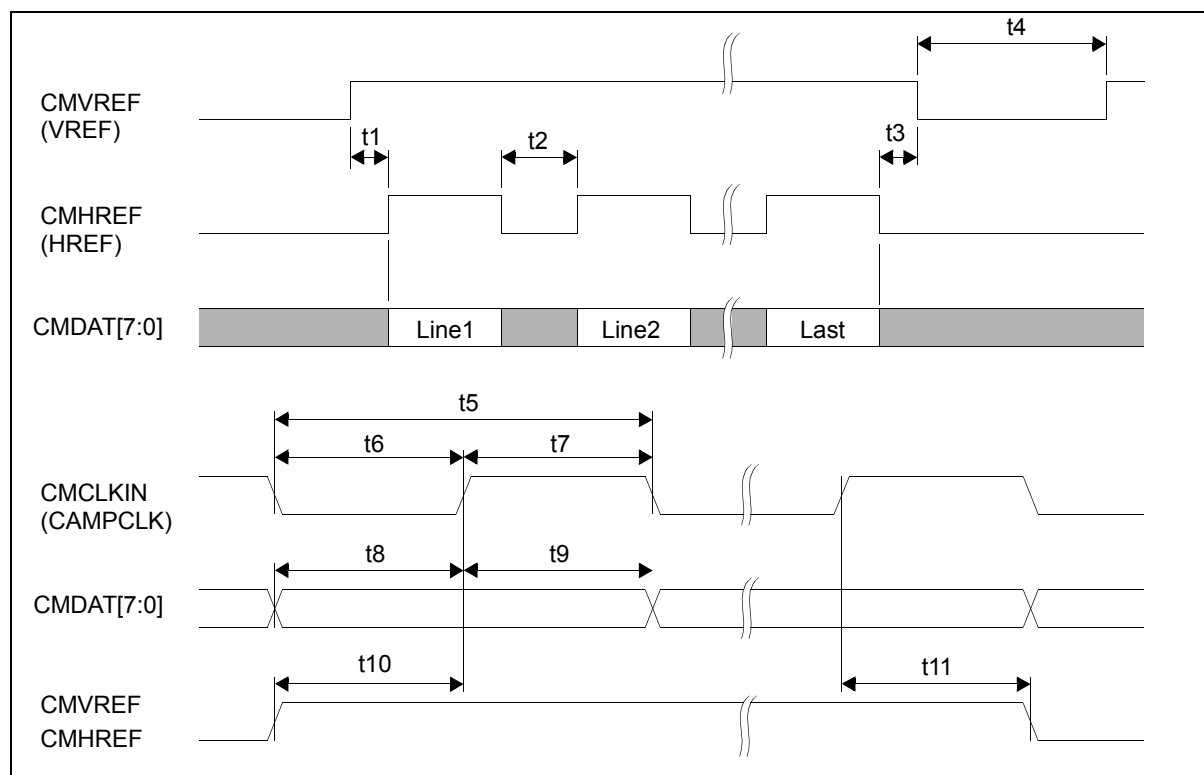 t4
CMVREF
(VREF)
t1
t2
t3
CMHREF
(HREF)
CMDAT[7:0]
Line1
Line2
Last
t5
t6
t7
CMCLKIN
(CAMPCLK)
t8
t9
CMDAT[7:0]
t10
t11
CMVREF
CMHREF